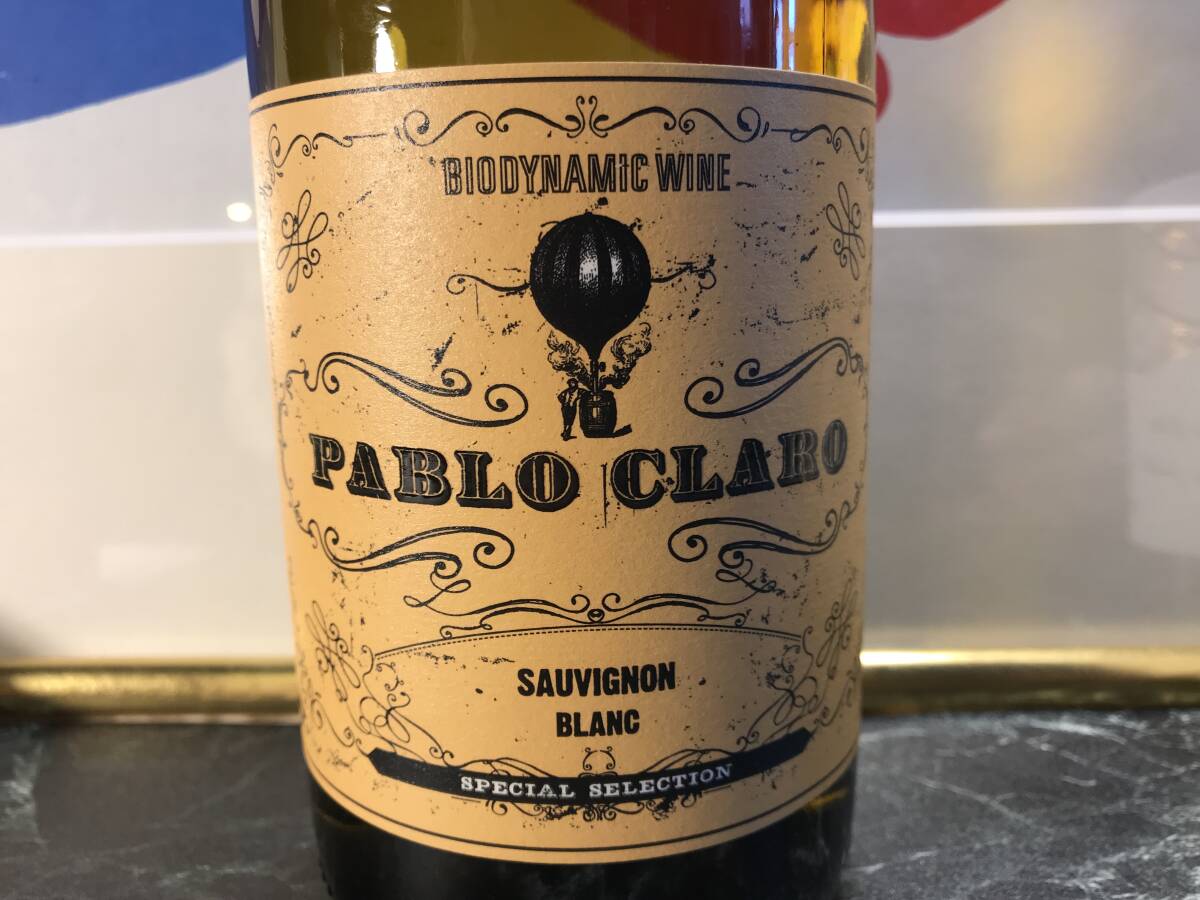 BIODYNAMIC WINE
PABLO CLARO
SAUVIGNON
BLANC
SPECIAL SELECTION